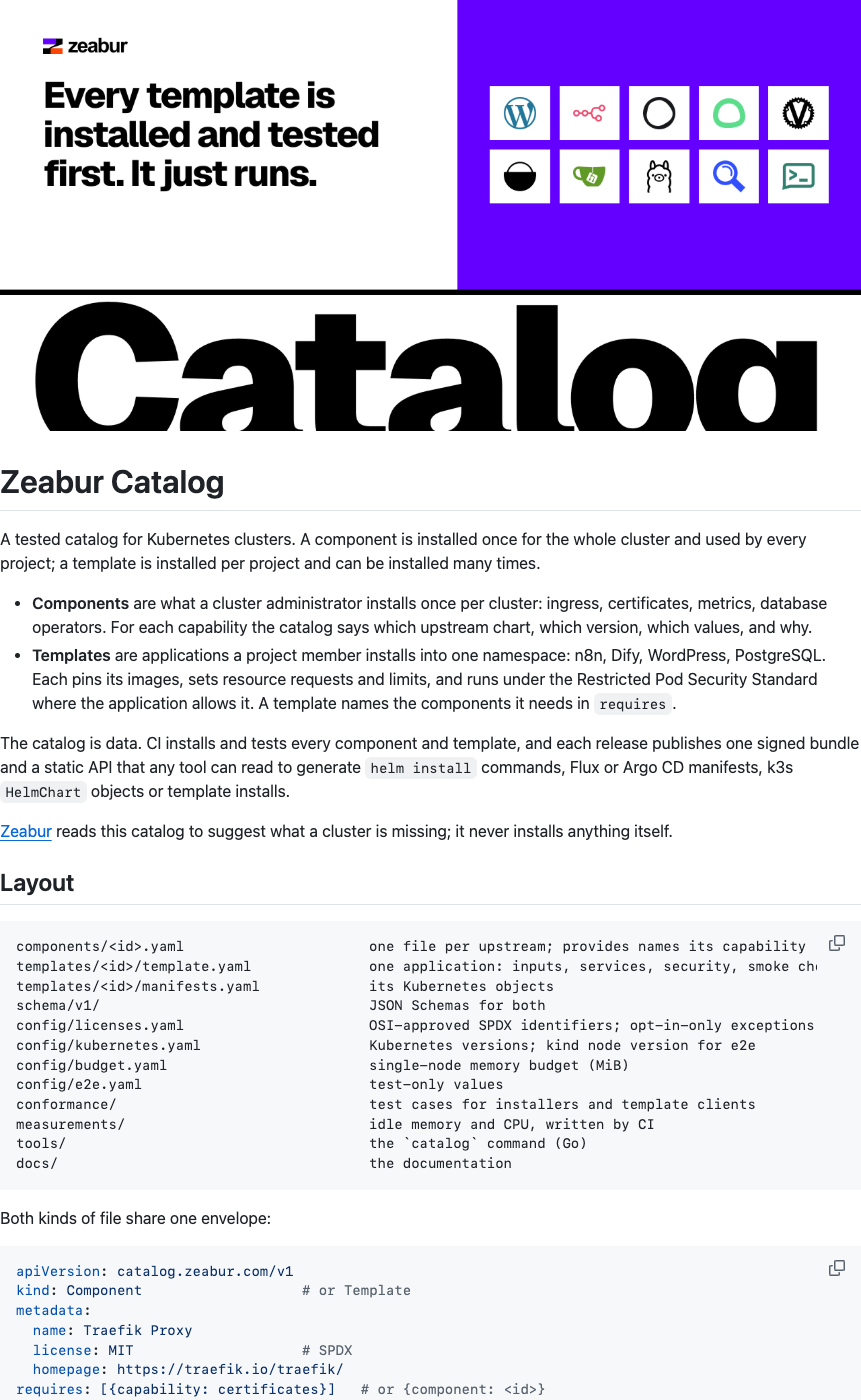 zeabur
Every template is
installed and tested
first. It just runs.
Catalog
Zeabur Catalog
A tested catalog for Kubernetes clusters. A component is installed once for the whole cluster and used by every
project; a template is installed per project and can be installed many times.
• Components are what a cluster administrator installs once per cluster: ingress, certificates, metrics, database
operators. For each capability the catalog says which upstream chart, which version, which values, and why.
• Templates are applications a project member installs into one namespace: n8n, Dify, WordPress, PostgreSQL.
Each pins its images, sets resource requests and limits, and runs under the Restricted Pod Security Standard
where the application allows it. A template names the components it needs in requires.
The catalog is data. CI installs and tests every component and template, and each release publishes one signed bundle
and a static API that any tool can read to generate helm install commands, Flux or Argo CD manifests, k3s
HelmChart objects or template installs.
Zeabur reads this catalog to suggest what a cluster is missing; it never installs anything itself.
Layout
components/<id>.yaml one file per upstream; provides names its capability
templates/<id>/template.yaml one application: inputs, services, security, smoke
templates/<id>/manifests.yaml its Kubernetes objects
schema/v1/ JSON Schemas for both
config/licenses.yaml OSI-approved SPDX identifiers; opt-in-only exceptions
config/kubernetes.yaml Kubernetes versions; kind node version for e2e
config/budget.yaml single-node memory budget (MiB)
config/e2e.yaml test-only values
conformance/ test cases for installers and template clients
measurements/ idle memory and CPU, written by CI
tools/ the `catalog` command (Go)
docs/ the documentation
Both kinds of file share one envelope:
apiVersion: catalog.zeabur.com/v1
kind: Component # or Template
metadata:
  name: Traefik Proxy
  license: MIT # SPDX
  homepage: https://traefik.io/traefik/
requires: [{capability: certificates}] # or {component: <id>}